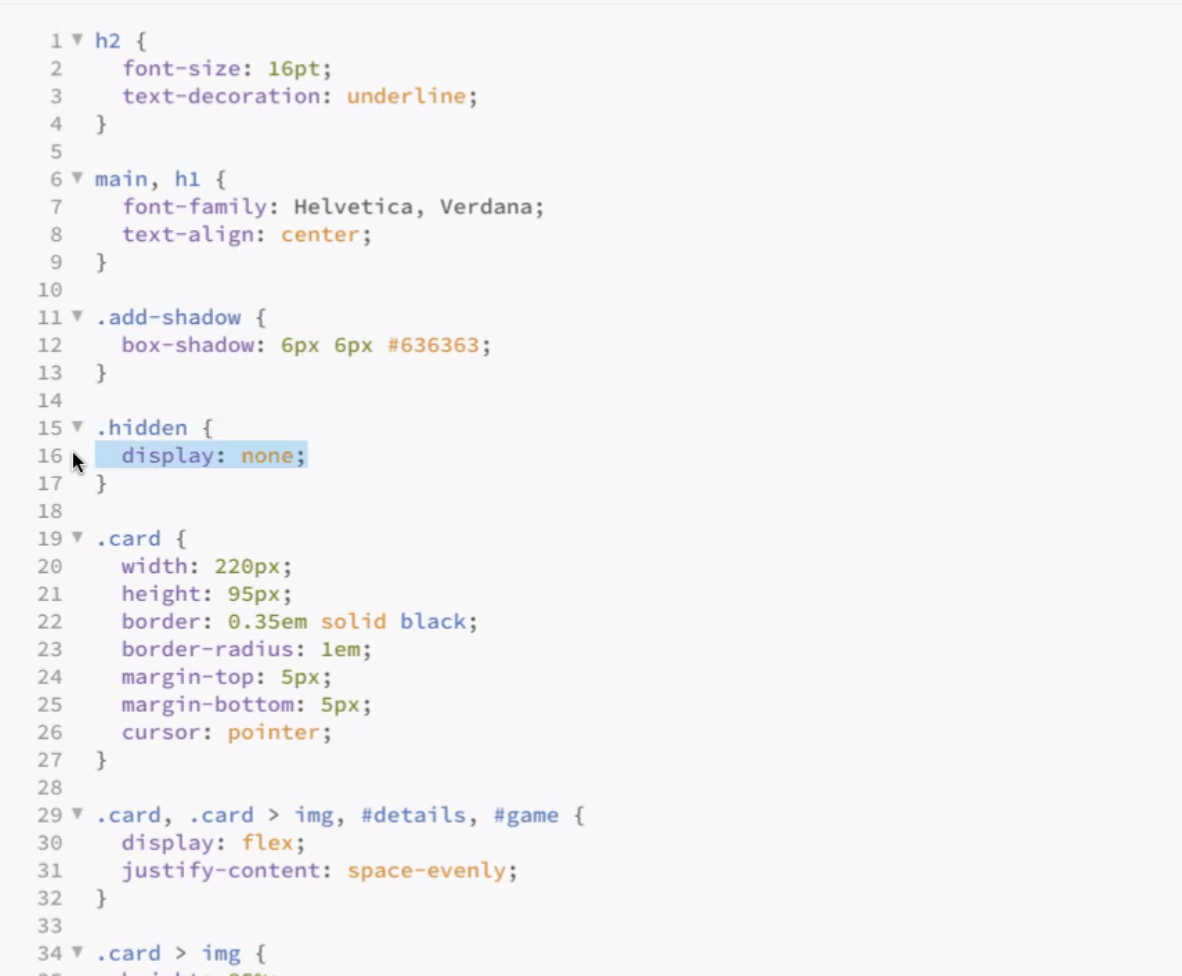 1 h2 {
2 font-size: 16pt;
3 text-decoration: underline;
4 }
5
6 main, h1 {
7 font-family: Helvetica, Verdana;
8 text-align: center;
9 }
10
11 .add-shadow {
12 box-shadow: 6px 6px #636363;
13 }
14
15 .hidden {
16 display: none;
17 }
18
19 .card {
20 width: 220px;
21 height: 95px;
22 border: 0.35em solid black;
23 border-radius: 1em;
24 margin-top: 5px;
25 margin-bottom: 5px;
26 cursor: pointer;
27 }
28
29 .card, .card > img, #details, #game {
30 display: flex;
31 justify-content: space-evenly;
32 }
33
34 .card > img {